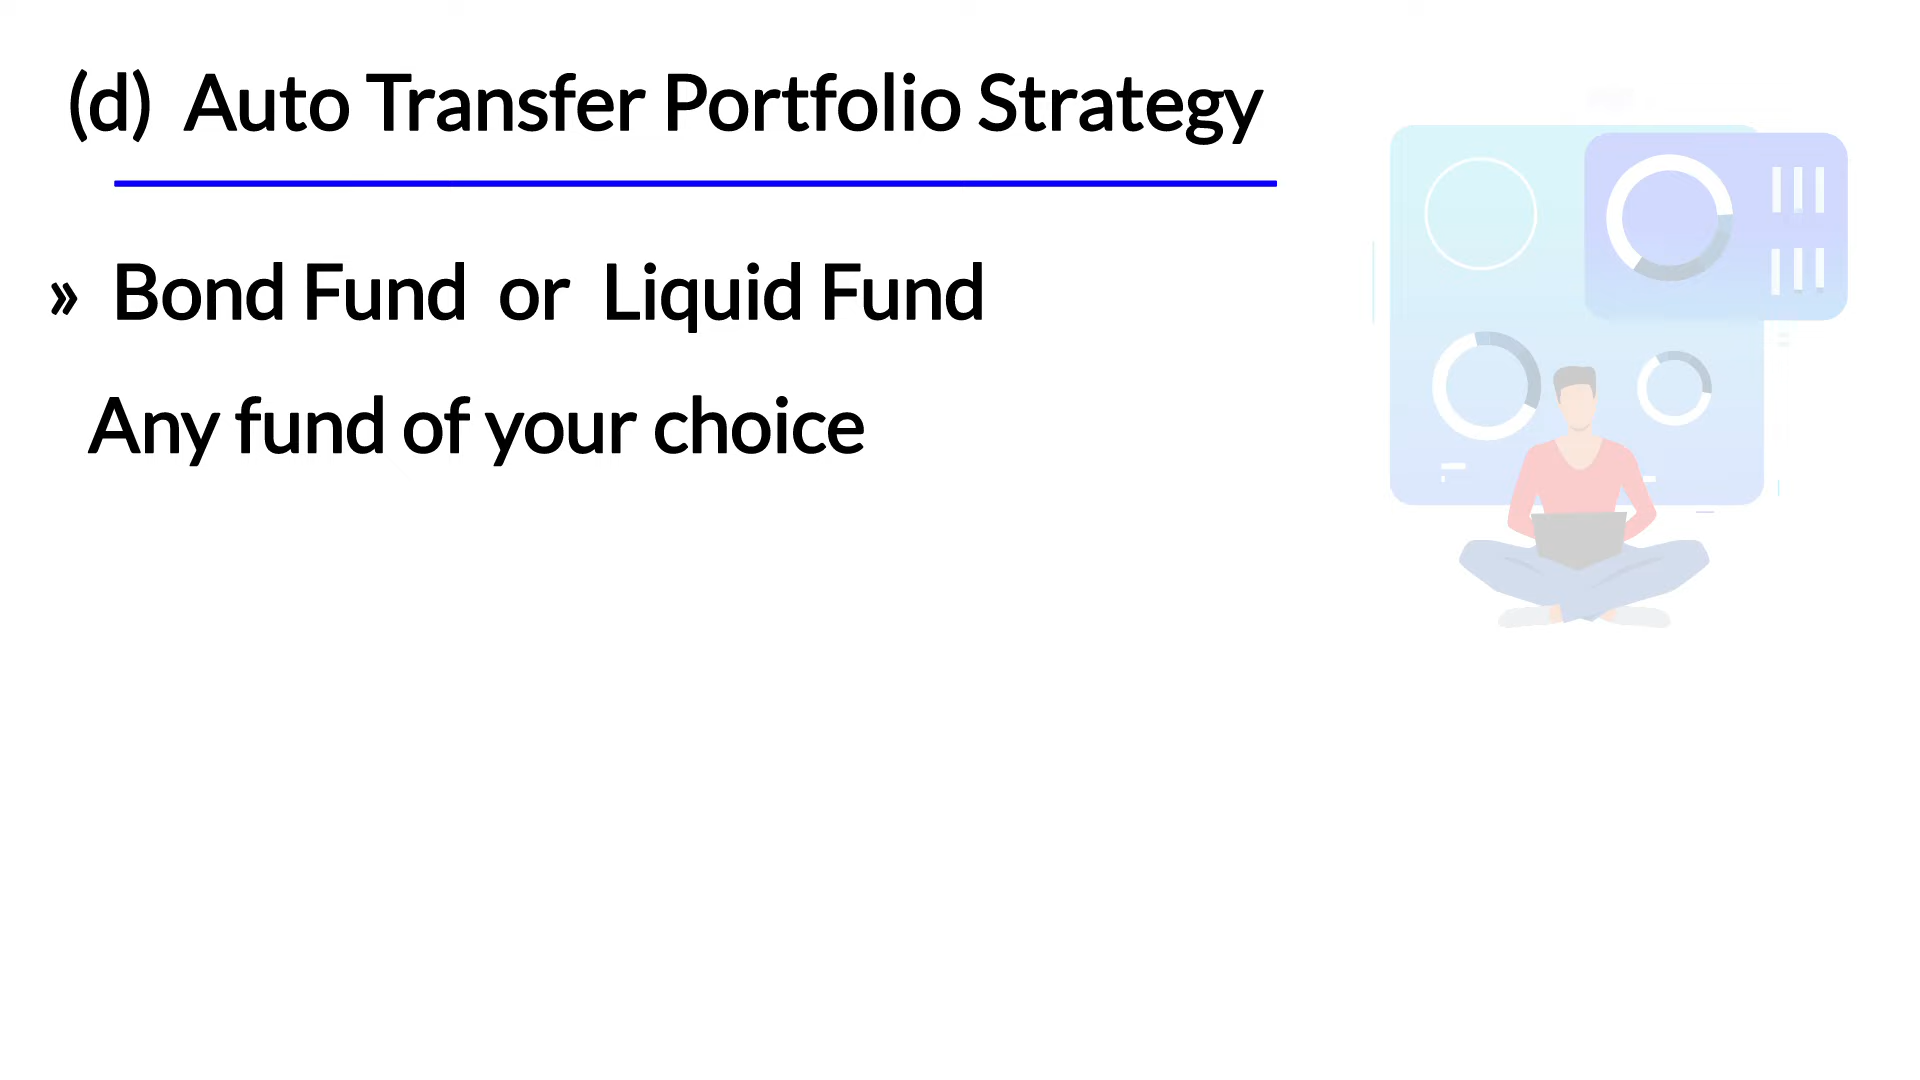 (d) Auto Transfer Portfolio Strategy
» Bond Fund or Liquid Fund
Any fund of your choice